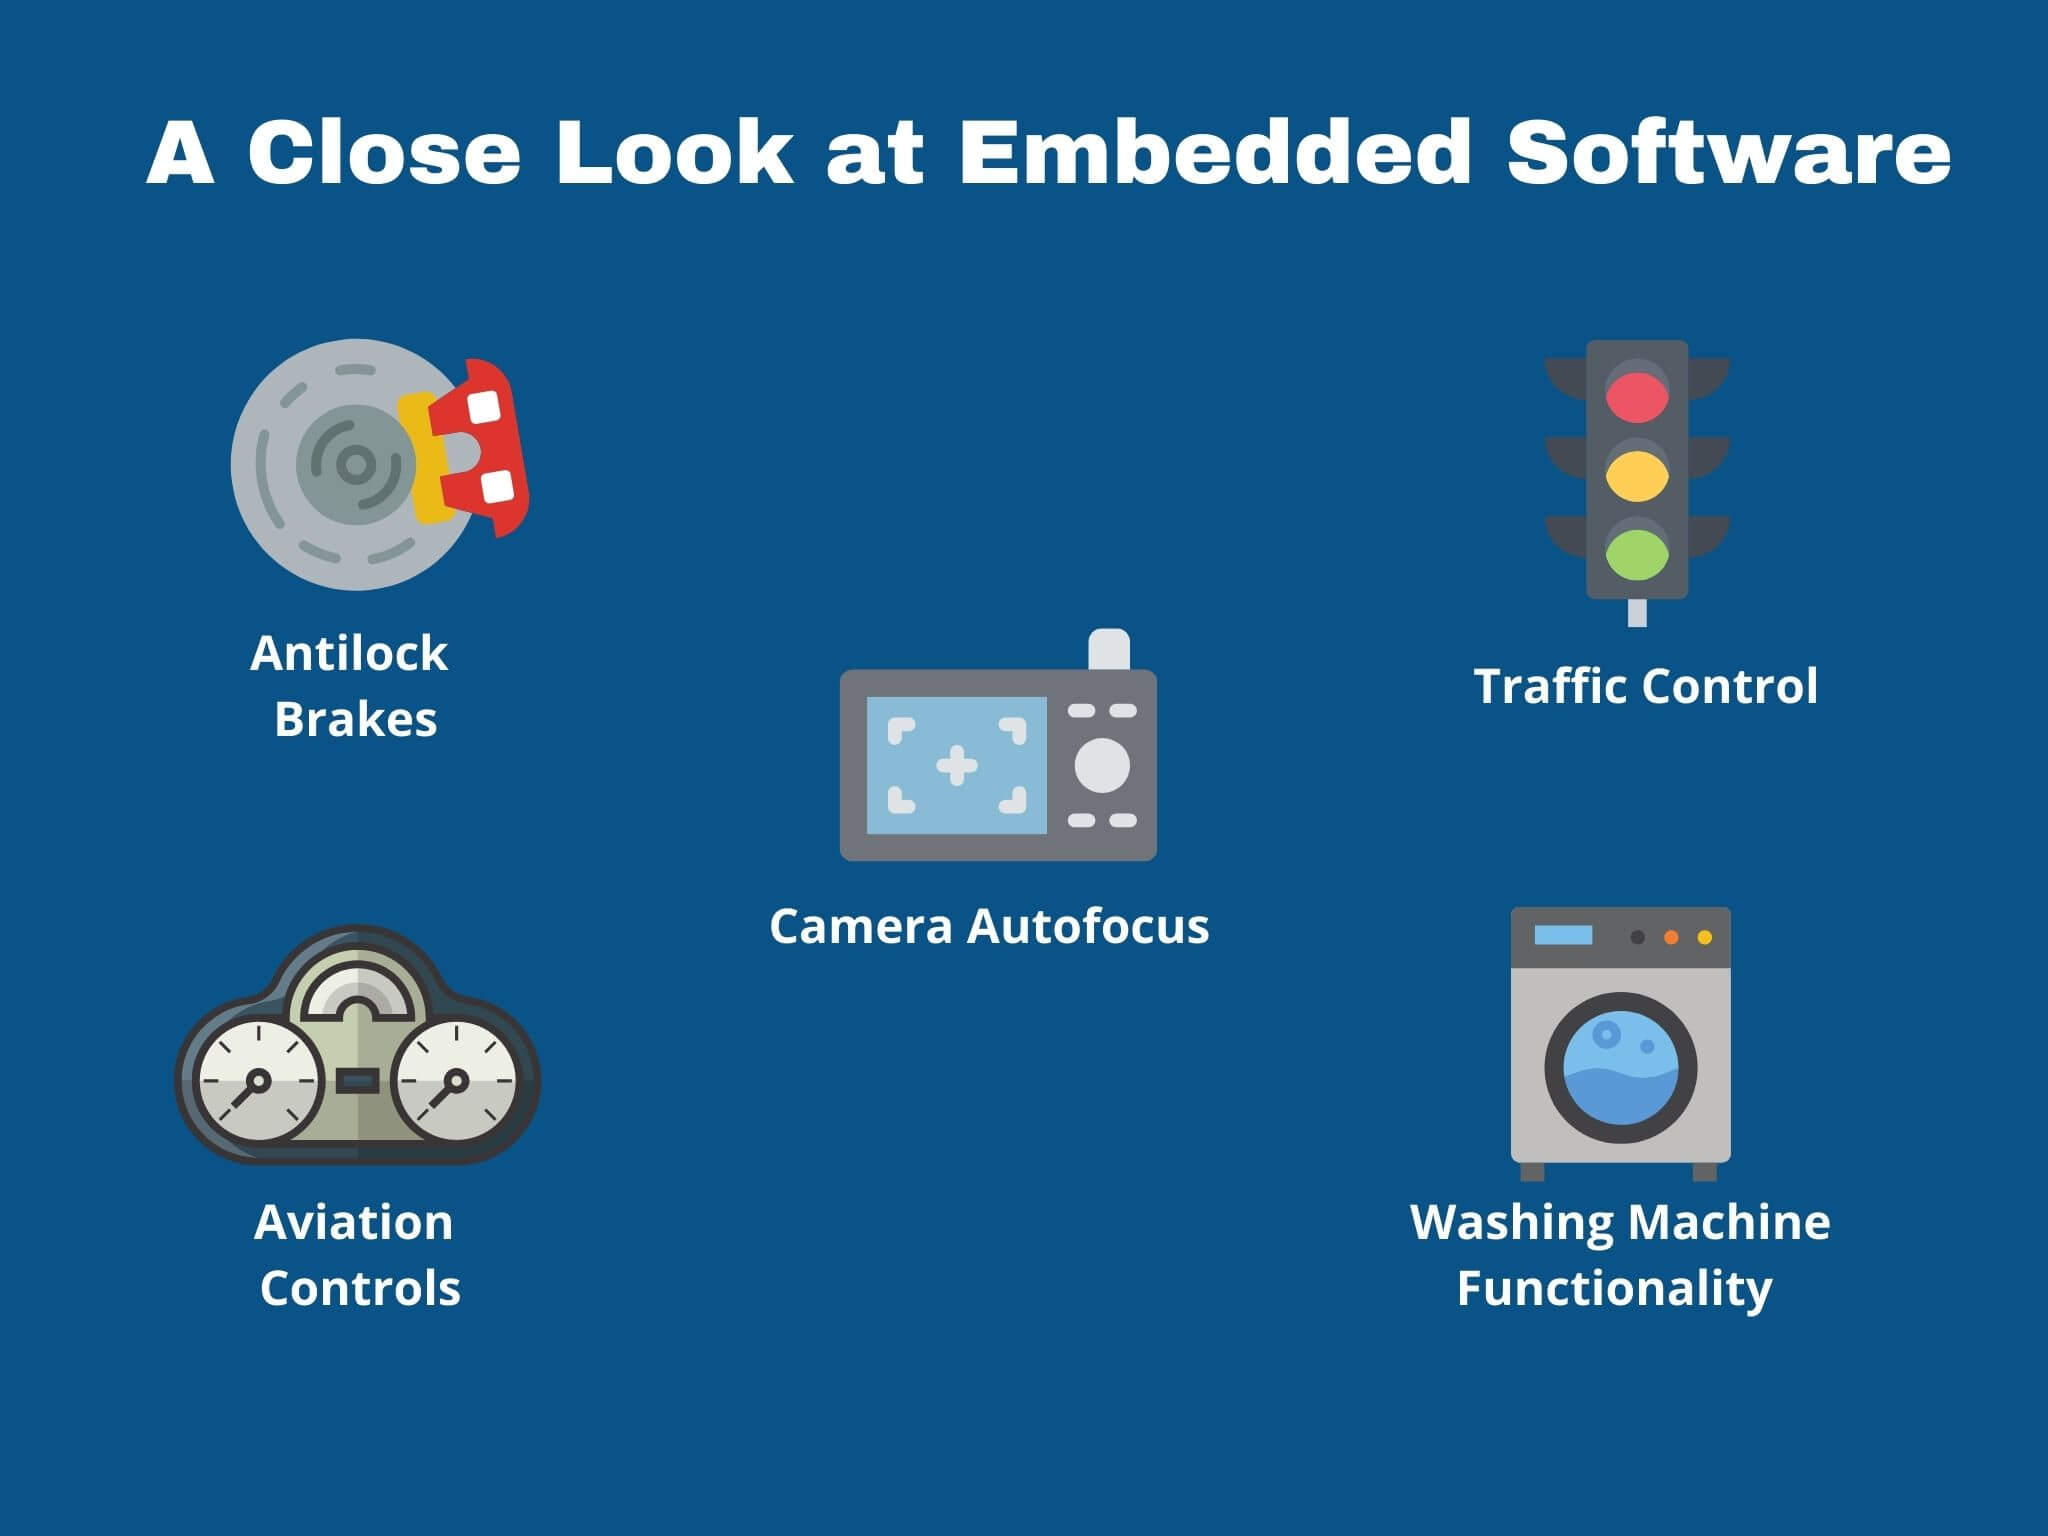 A Close Look at Embedded Software
Antilock
Brakes
Traffic Control
Camera Autofocus
Aviation
Controls
Washing Machine
Functionality